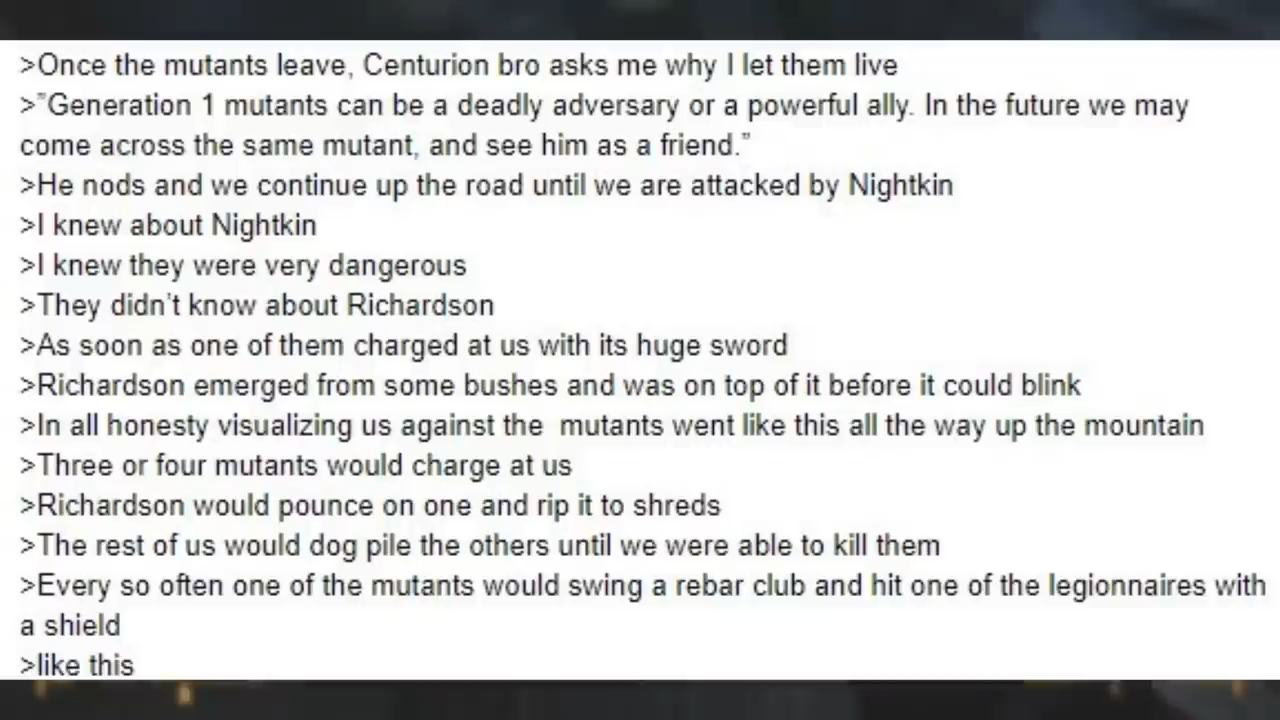 >Once the mutants leave, Centurion bro asks me why I let them live
>"Generation 1 mutants can be a deadly adversary or a powerful ally. In the future we may
come across the same mutant, and see him as a friend."
>He nods and we continue up the road until we are attacked by Nightkin
>I knew about Nightkin
>I knew they were very dangerous
>They didn't know about Richardson
>As soon as one of them charged at us with its huge sword
>Richardson emerged from some bushes and was on top of it before it could blink
>In all honesty visualizing us against the  mutants went like this all the way up the mountain
>Three or four mutants would charge at us
>Richardson would pounce on one and rip it to shreds
>The rest of us would dog pile the others until we were able to kill them
>Every so often one of the mutants would swing a rebar club and hit one of the legionnaires with
a shield
>like this